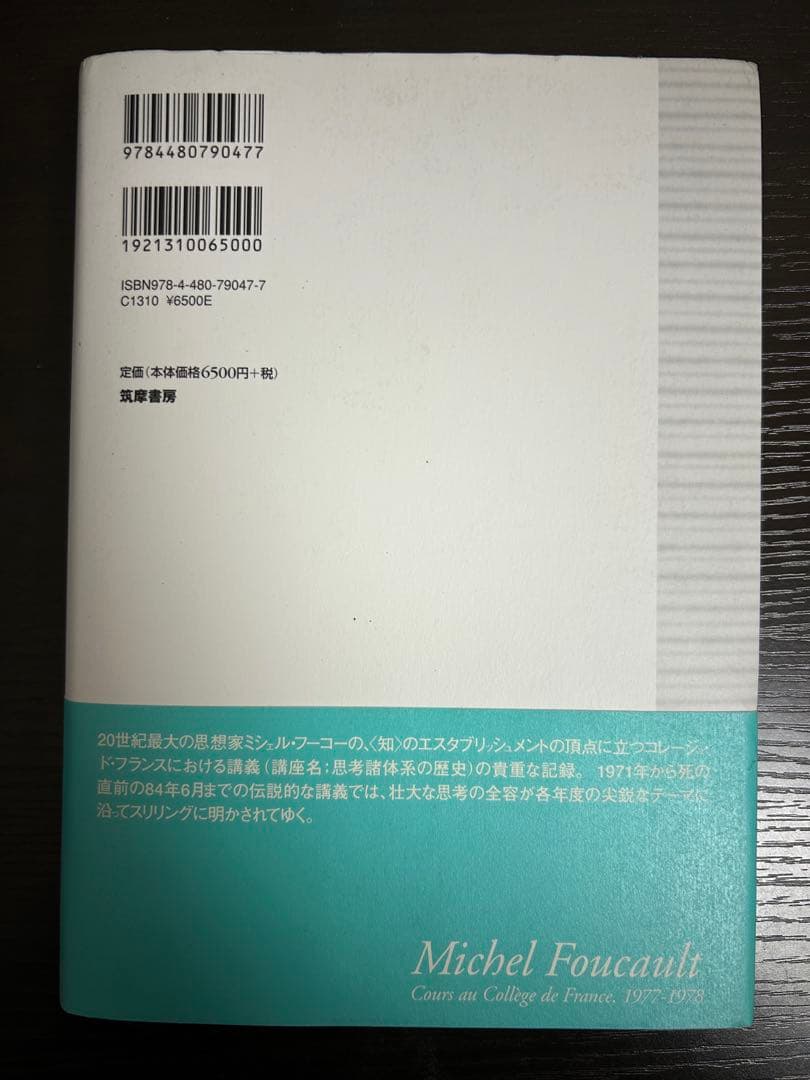 9784480790477
1921310065000
ISBN978-4-480-79047-7
C1310 ¥6500E
定価(本体価格6500円+税)
筑摩書房
20世紀最大の思想家ミシェル・フーコーの、〈知〉のエスタブリッシュメントの頂点に立つコレージュ・
ド・フランスにおける講義(講座名:思考諸体系の歴史)の貴重な記録。 1971年から死の
直前の84年6月までの伝説的な講義では、壮大な思考の全容が各年度の尖鋭なテーマに
沿ってスリリングに明かされてゆく。
Michel Foucault
Cours au Collège de France. 1977-1978